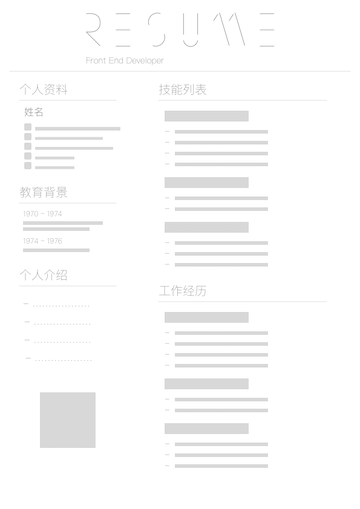 RESUME
Front End Developer
个人资料
姓名
教育背景
1970 - 1974
1974 - 1976
个人介绍
技能列表
工作经历